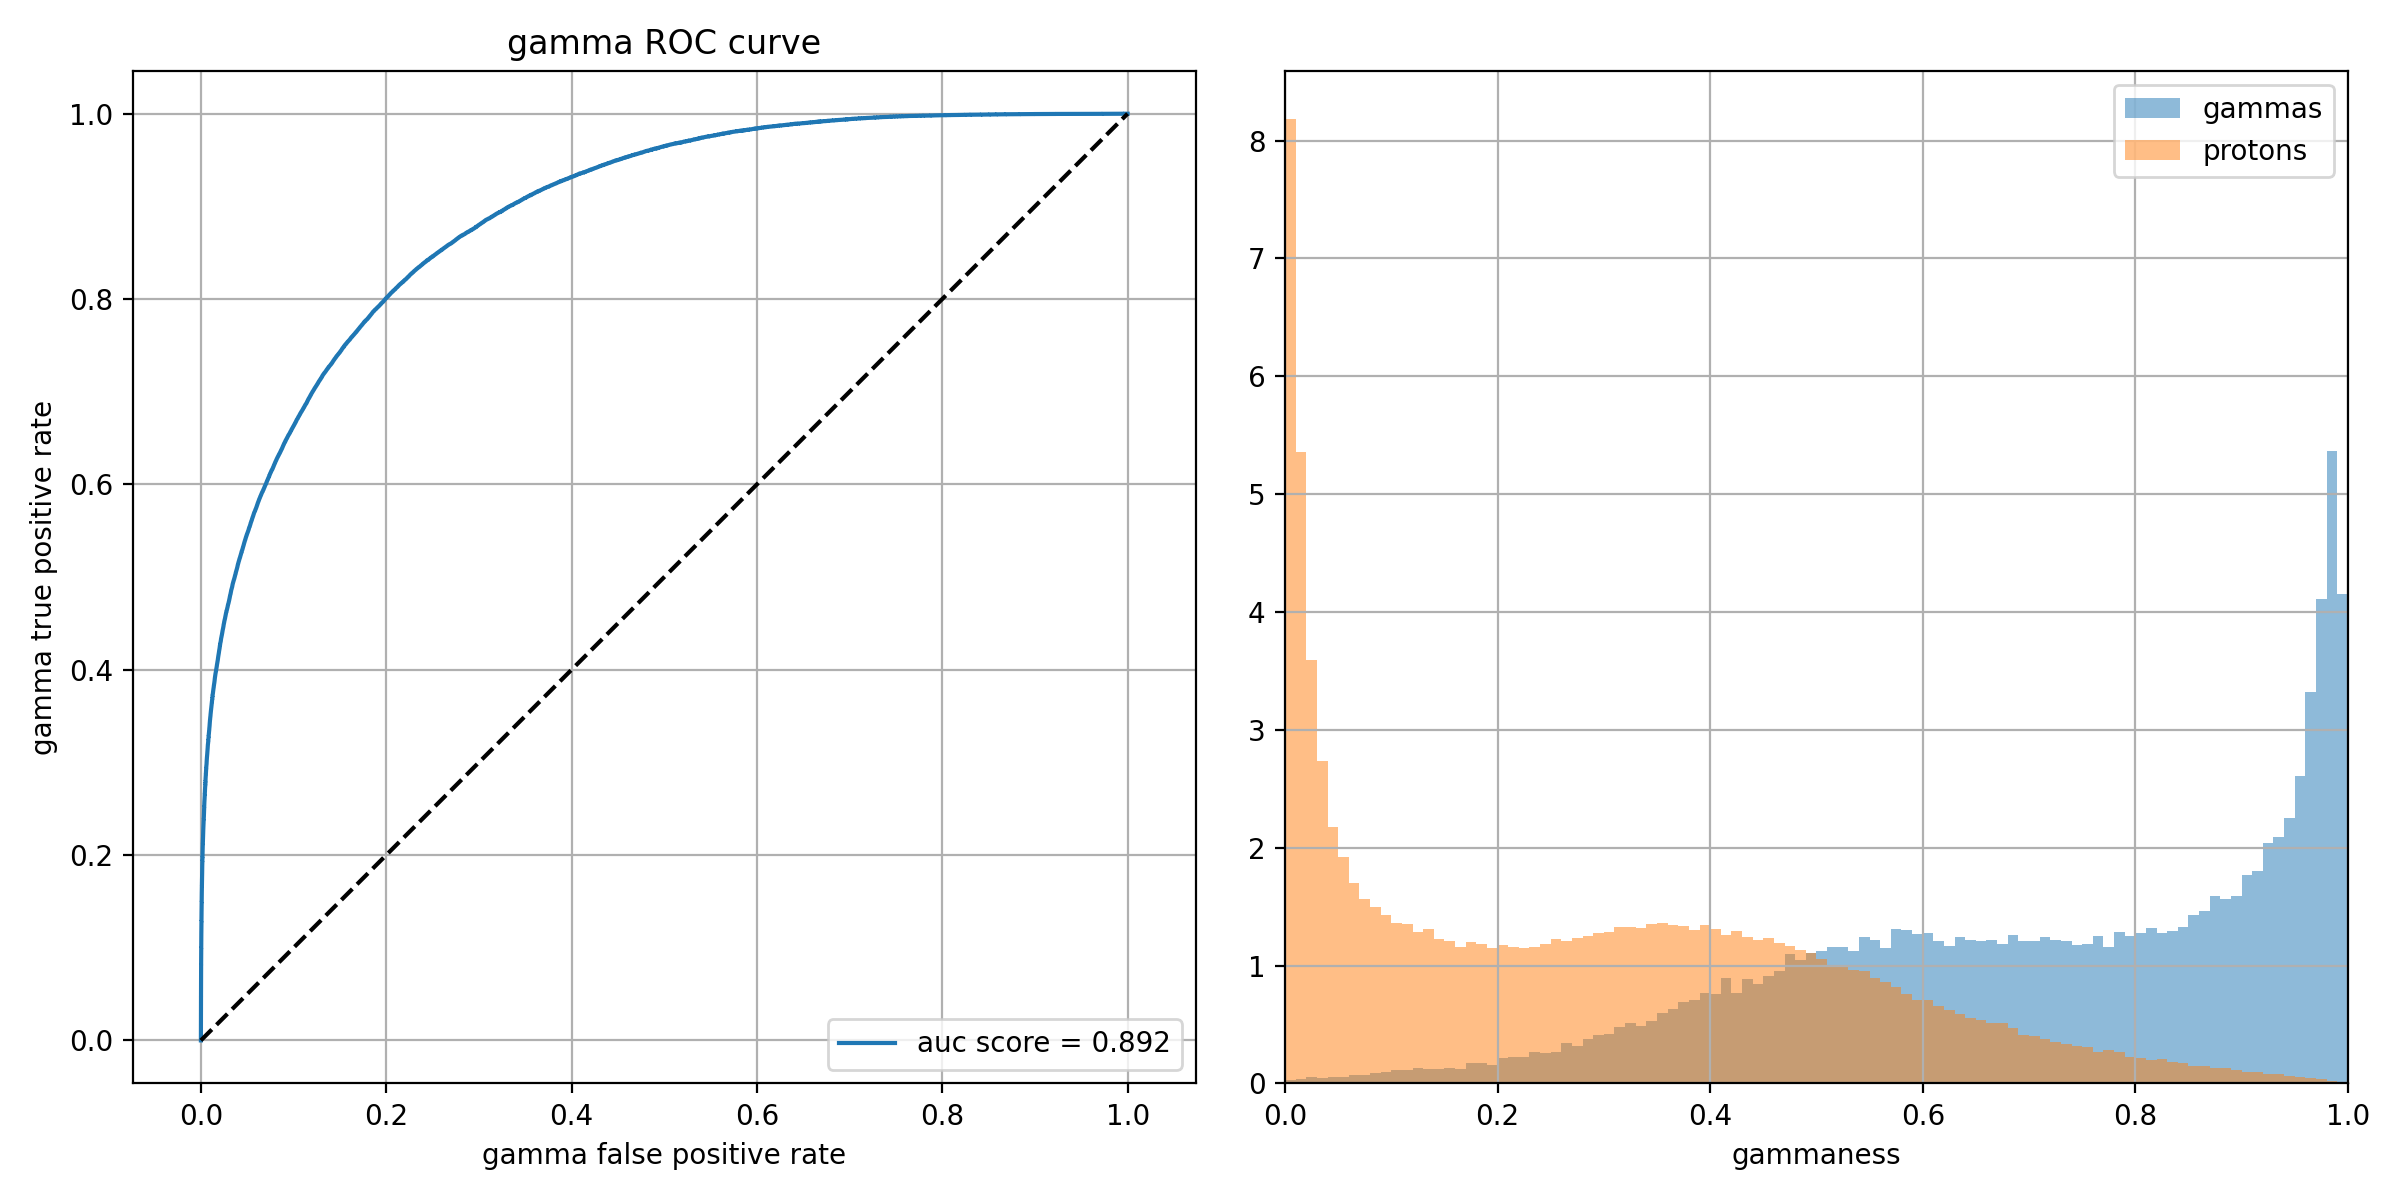 gamma ROC curve
gamma true positive rate
1.0
0.8
0.6
0.4
0.2
0.0
0.0 0.2 0.4 0.6 0.8 1.0
gamma false positive rate
auc score = 0.892
8
7
6
5
4
3
2
1
0
0.0 0.2 0.4 0.6 0.8 1.0
gammaness
gammas
protons